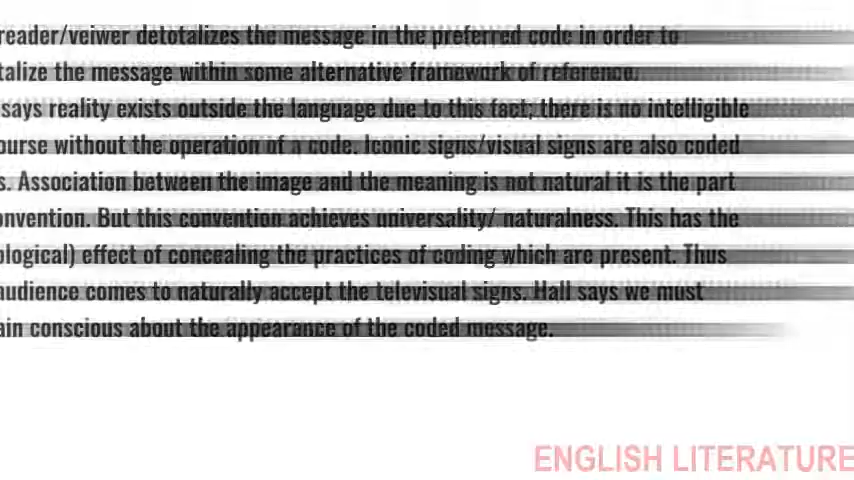 reader/veiwer detotalizes the message in the preferred code in order to
talize the message within some alternative framework of reference.
says reality exists outside the language due to this fact, there is no intelligible
ourse without the operation of a code. Iconic signs/visual signs are also coded
s. Association between the image and the meaning is not natural it is the part
onvention. But this convention achieves universality/ naturalness. This has the
ological) effect of concealing the practices of coding which are present. Thus
audience comes to naturally accept the televisual signs. Hall says we must
ain conscious about the appearance of the coded message.
ENGLISH LITERATURE